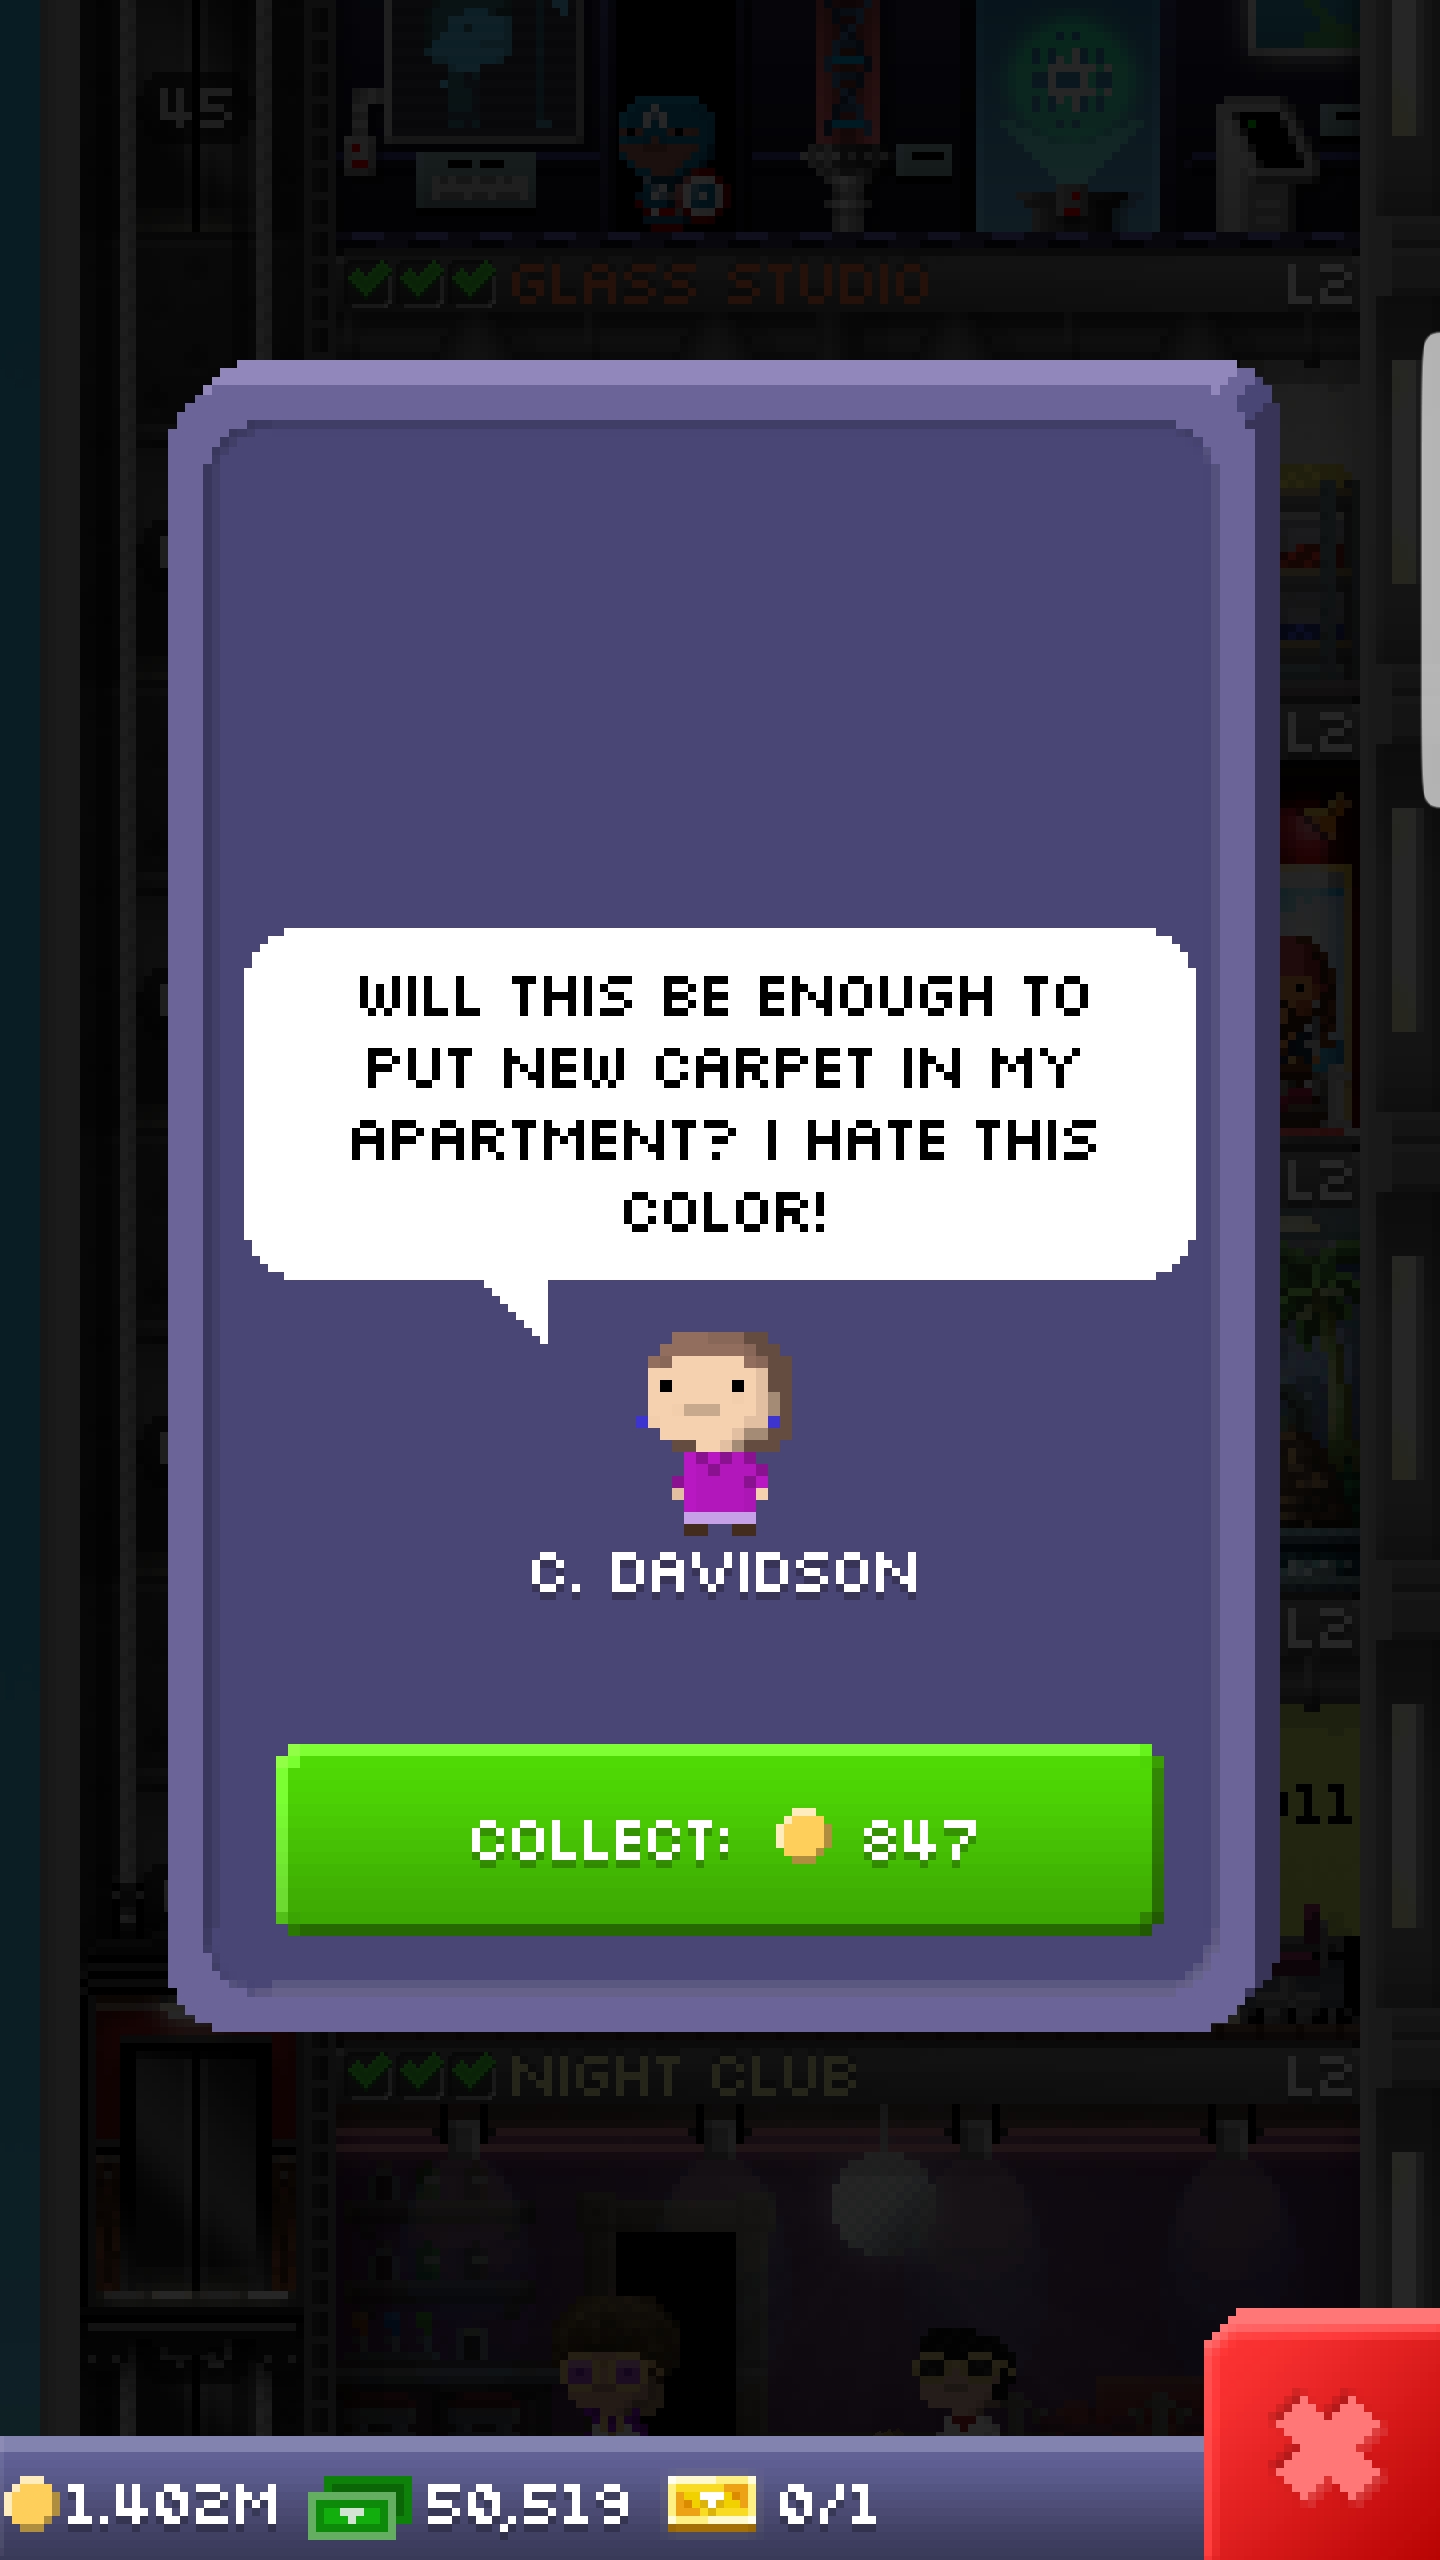 45
GLASS STUDIO L2
L2
WILL THIS BE ENOUGH TO
PUT NEW CARPET IN MY
APARTMENT? I HATE THIS
COLOR!
L2
C. DAVIDSON
L2
COLLECT: 847
11
NIGHT CLUB L2
1.402M 50,519 0/1